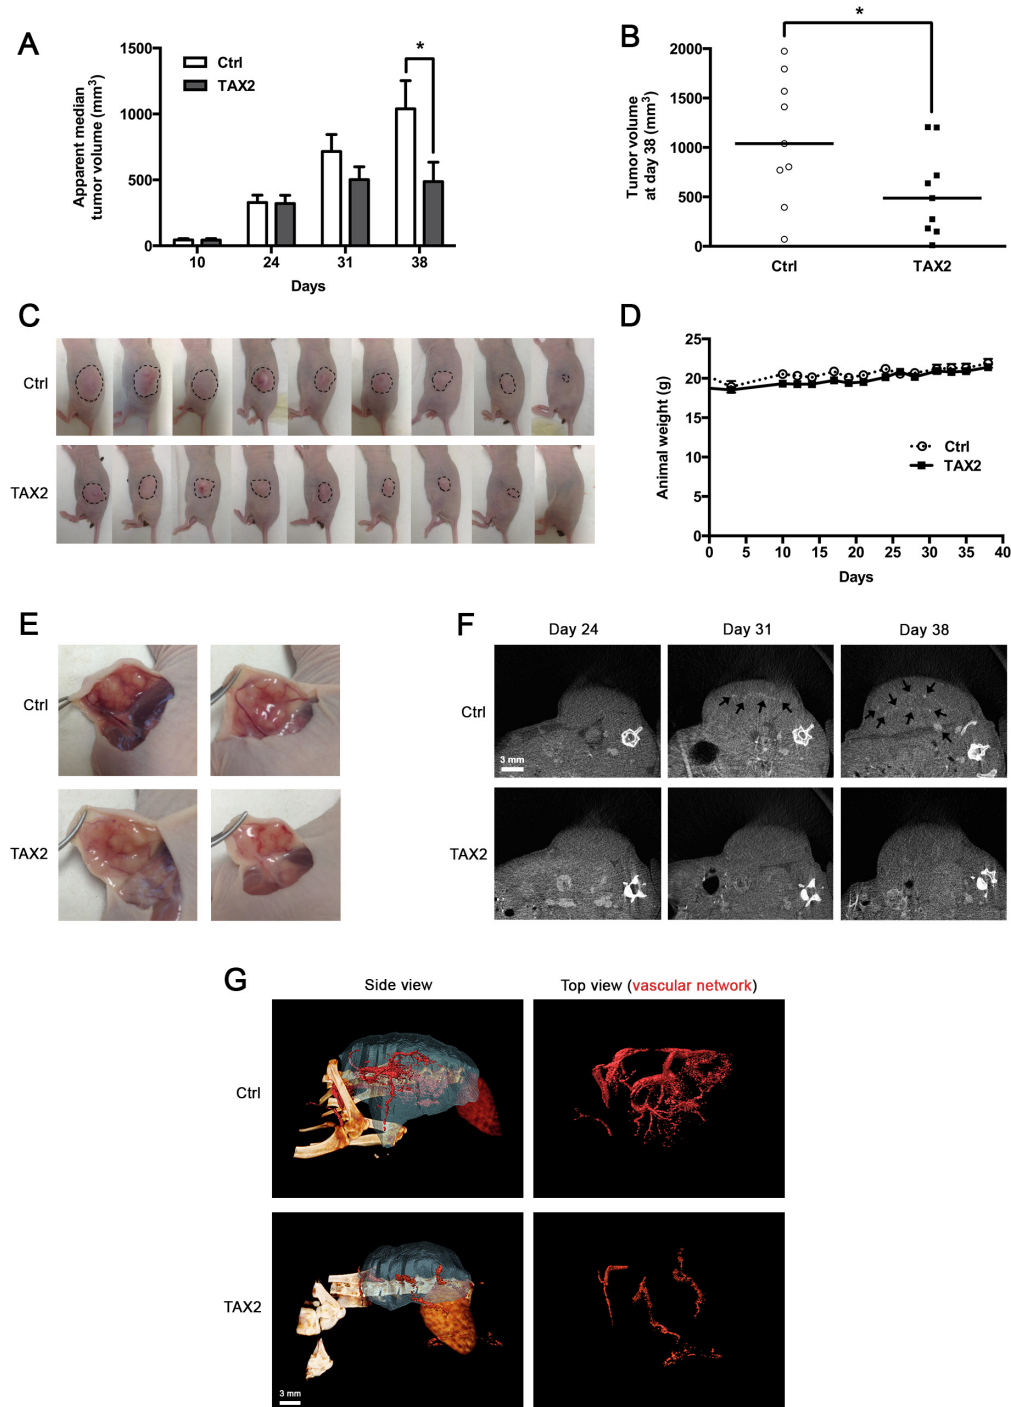 A
Apparent median
tumor volume (mm³)
1500
1000
500
0
Ctrl
TAX2
*
10 24 31 38
Days
B
Tumor volume
at day 38 (mm³)
2000
1500
1000
500
0
*
Ctrl TAX2
C
Ctrl
TAX2
D
Animal weight (g)
25
20
15
10
5
0
Ctrl
TAX2
0 5 10 14 15 20 25 30 35 40
Days
E
Ctrl
TAX2
F
Day 24 Day 31 Day 38
Ctrl
3 mm
TAX2
G
Side view Top view (vascular network)
Ctrl
TAX2
3 mm